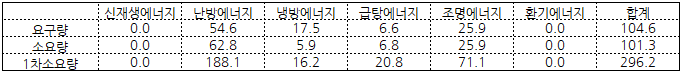 신재생에너지 난방에너지 냉방에너지 급탕에너지 조명에너지 환기에너지 합계
요구량 0.0 54.6 17.5 6.6 25.9 0.0 104.6
소요량 0.0 62.8 5.9 6.8 25.9 0.0 101.3
1차소요량 0.0 188.1 16.2 20.8 71.1 0.0 296.2